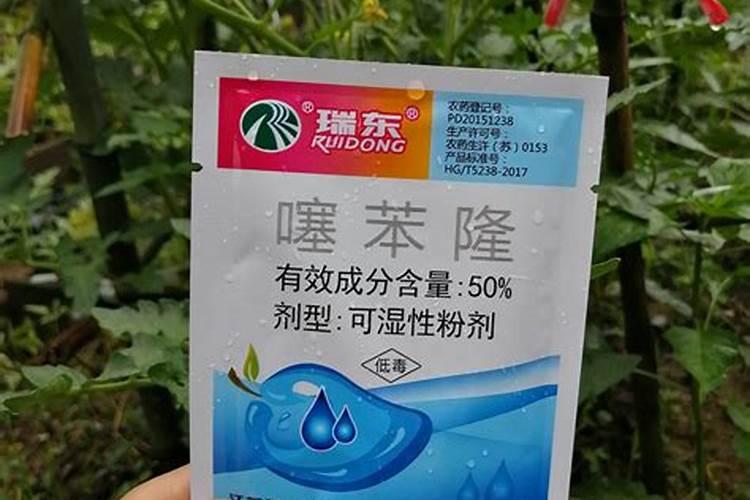 瑞东
RUIDONG
农药登记号：
PD20151238
生产许可号：
农药生许（苏）0153
产品标准号：
HG/T5238-2017
噻苯隆
有效成分含量：50%
剂型：可湿性粉剂
低毒